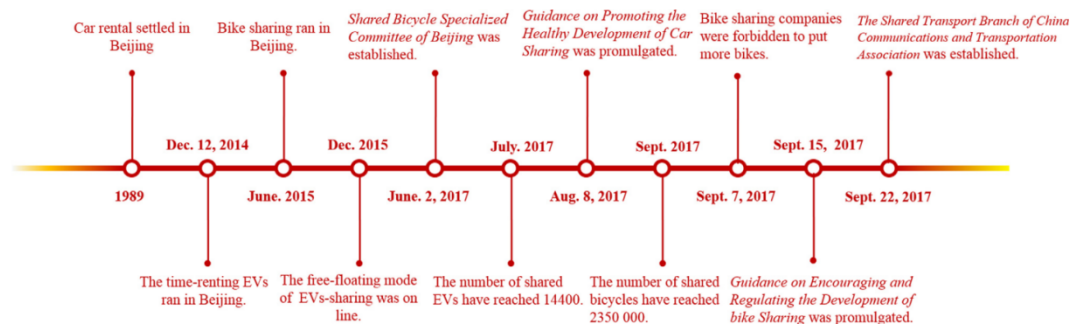 Car rental settled in
Beijing
Bike sharing ran in
Beijing.
Shared Bicycle Specialized
Committee of Beijing was
established.
Guidance on Promoting the
Healthy Development of Car
Sharing was promulgated.
Bike sharing companies
were forbidden to put
more bikes.
The Shared Transport Branch of China
Communications and Transportation
Association was established.
Dec. 12, 2014
Dec. 2015
July. 2017
Sept. 2017
Sept. 15, 2017
1989
June. 2015
June. 2, 2017
Aug. 8, 2017
Sept. 7, 2017
Sept. 22, 2017
The time-renting EVs
ran in Beijing.
The free-floating mode
of EVs-sharing was on
line.
The number of shared
EVs have reached 14400.
The number of shared
bicycles have reached
2350 000.
Guidance on Encouraging and
Regulating the Development of
bike Sharing was promulgated.